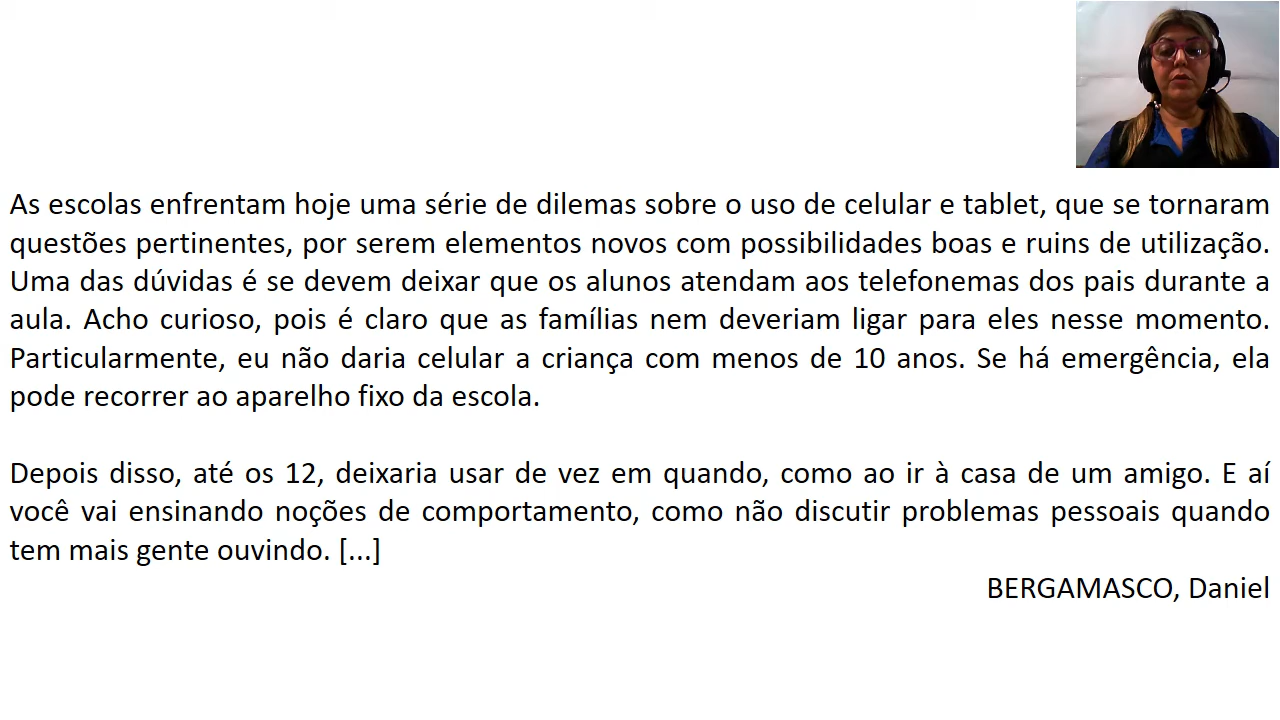 As escolas enfrentam hoje uma série de dilemas sobre o uso de celular e tablet, que se tornaram
questões pertinentes, por serem elementos novos com possibilidades boas e ruins de utilização.
Uma das dúvidas é se devem deixar que os alunos atendam aos telefonemas dos pais durante a
aula. Acho curioso, pois é claro que as famílias nem deveriam ligar para eles nesse momento.
Particularmente, eu não daria celular a criança com menos de 10 anos. Se há emergência, ela
pode recorrer ao aparelho fixo da escola.
Depois disso, até os 12, deixaria usar de vez em quando, como ao ir à casa de um amigo. E aí
você vai ensinando noções de comportamento, como não discutir problemas pessoais quando
tem mais gente ouvindo. [...]
BERGAMASCO, Daniel